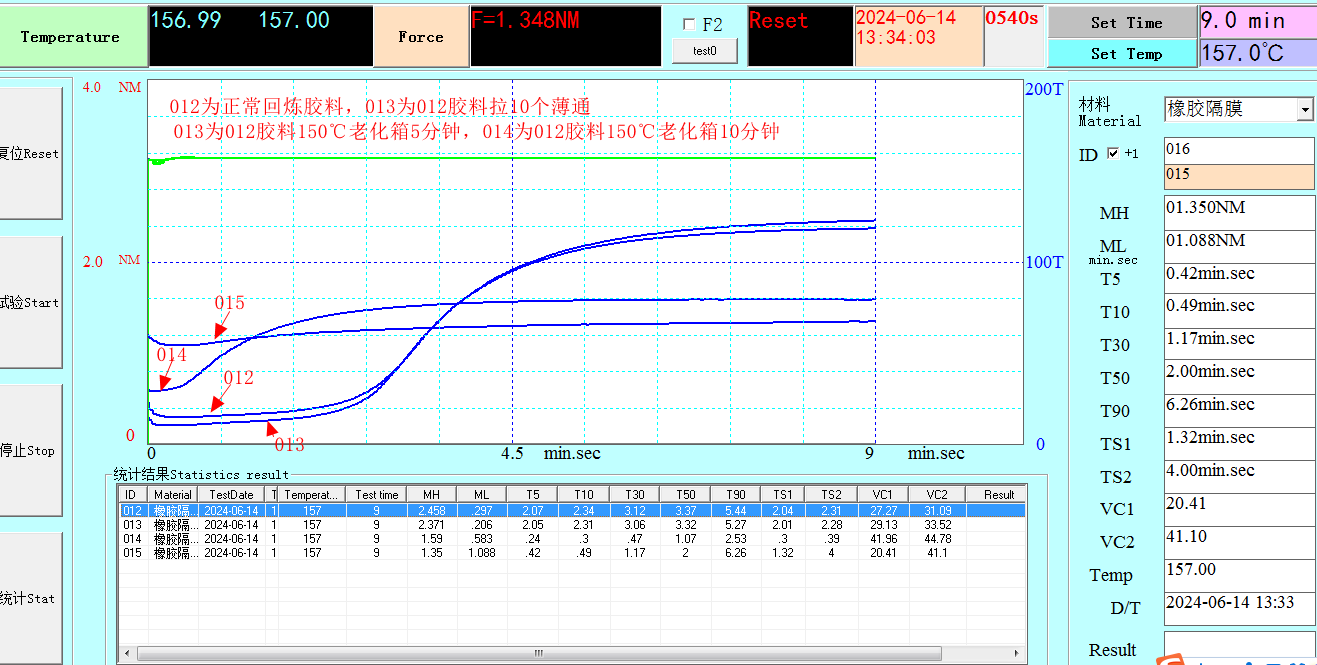 Temperature
156.99 157.00
Force
F=1.348NM
F2
test0
Reset
2024-06-14
13:34:03
0540s
Set Time
9.0 min
Set Temp
157.0℃
复位Reset
试验Start
停止Stop
统计Stat
4.0 NM
2.0 NM
0
012为正常回炼胶料，013为012胶料拉10个薄通
013为012胶料150℃老化箱5分钟，014为012胶料150℃老化箱10分钟
015
014
012
013
200T
100T
0
0 4.5 min.sec 9 min.sec
统计结果Statistics result
ID Material TestDate T Temperat... Test time MH ML T5 T10 T30 T50 T90 TS1 TS2 VC1 VC2 Result
012 橡胶隔... 2024-06-14 1 157 9 2.458 .297 2.07 2.34 3.12 3.37 5.44 2.04 2.31 27.27 31.09
013 橡胶隔... 2024-06-14 1 157 9 2.371 .206 2.05 2.31 3.06 3.32 5.27 2.01 2.28 29.13 33.52
014 橡胶隔... 2024-06-14 1 157 9 1.59 .583 .24 .3 .47 1.07 2.53 .3 .39 41.96 44.78
015 橡胶隔... 2024-06-14 1 157 9 1.35 1.088 .42 .49 1.17 2 6.26 1.32 4 20.41 41.1
材料
Material
橡胶隔膜
ID +1
016
015
MH 01.350NM
ML 01.088NM
min.sec
T5 0.42min.sec
T10 0.49min.sec
T30 1.17min.sec
T50 2.00min.sec
T90 6.26min.sec
TS1 1.32min.sec
TS2 4.00min.sec
VC1 20.41
VC2 41.10
Temp 157.00
D/T 2024-06-14 13:33
Result